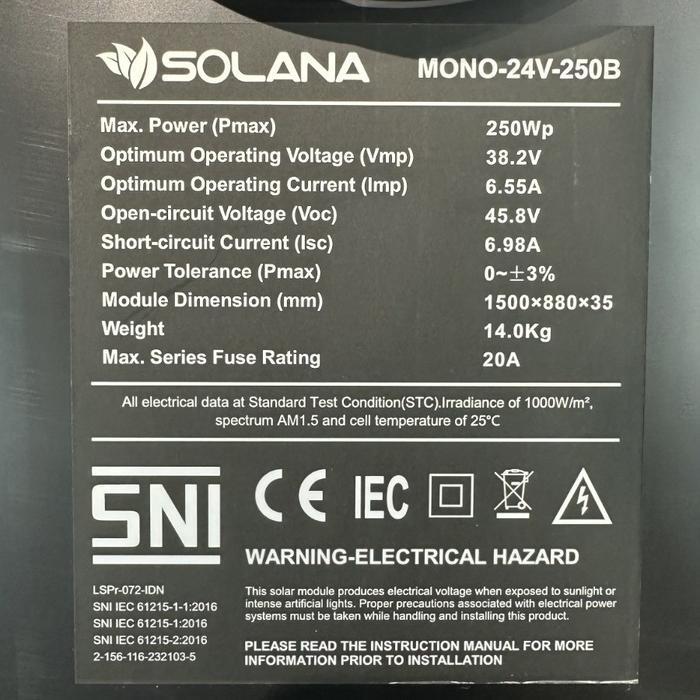 SOLANA MONO-24V-250B
Max. Power (Pmax) 250Wp
Optimum Operating Voltage (Vmp) 38.2V
Optimum Operating Current (Imp) 6.55A
Open-circuit Voltage (Voc) 45.8V
Short-circuit Current (Isc) 6.98A
Power Tolerance (Pmax) 0~±3%
Module Dimension (mm) 1500×880×35
Weight 14.0Kg
Max. Series Fuse Rating 20A
All electrical data at Standard Test Condition(STC).Irradiance of 1000W/m²,
spectrum AM1.5 and cell temperature of 25℃
SNI CE IEC
WARNING-ELECTRICAL HAZARD
LSPr-072-IDN
SNI IEC 61215-1-1:2016
SNI IEC 61215-1:2016
SNI IEC 61215-2:2016
2-156-116-232103-5
This solar module produces electrical voltage when exposed to sunlight or
intense artificial lights. Proper precautions associated with electrical power
systems must be taken while handling and installing this product.
PLEASE READ THE INSTRUCTION MANUAL FOR MORE
INFORMATION PRIOR TO INSTALLATION